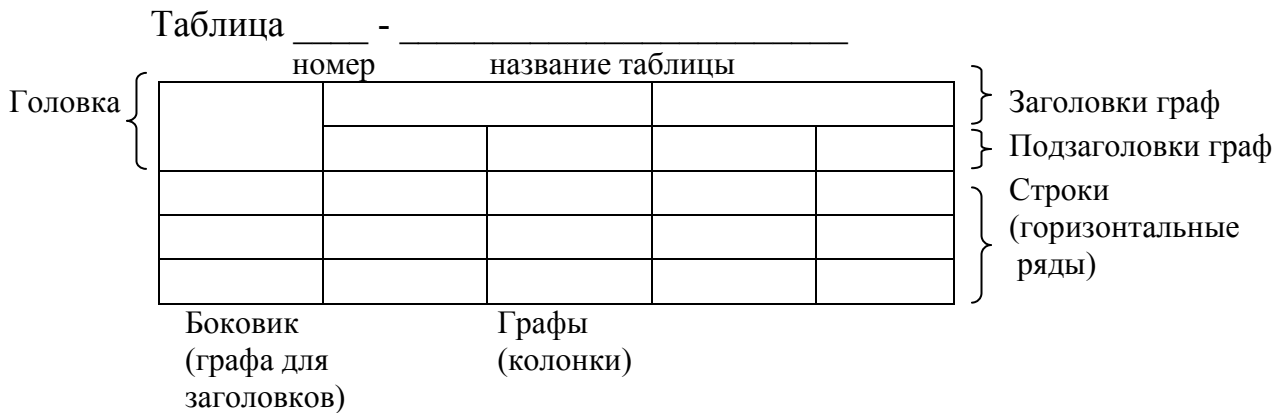 Таблица ____ - ________________________
номер название таблицы
Головка
Заголовки граф
Подзаголовки граф
Строки
(горизонтальные
ряды)
Боковик
(графа для
заголовков)
Графы
(колонки)